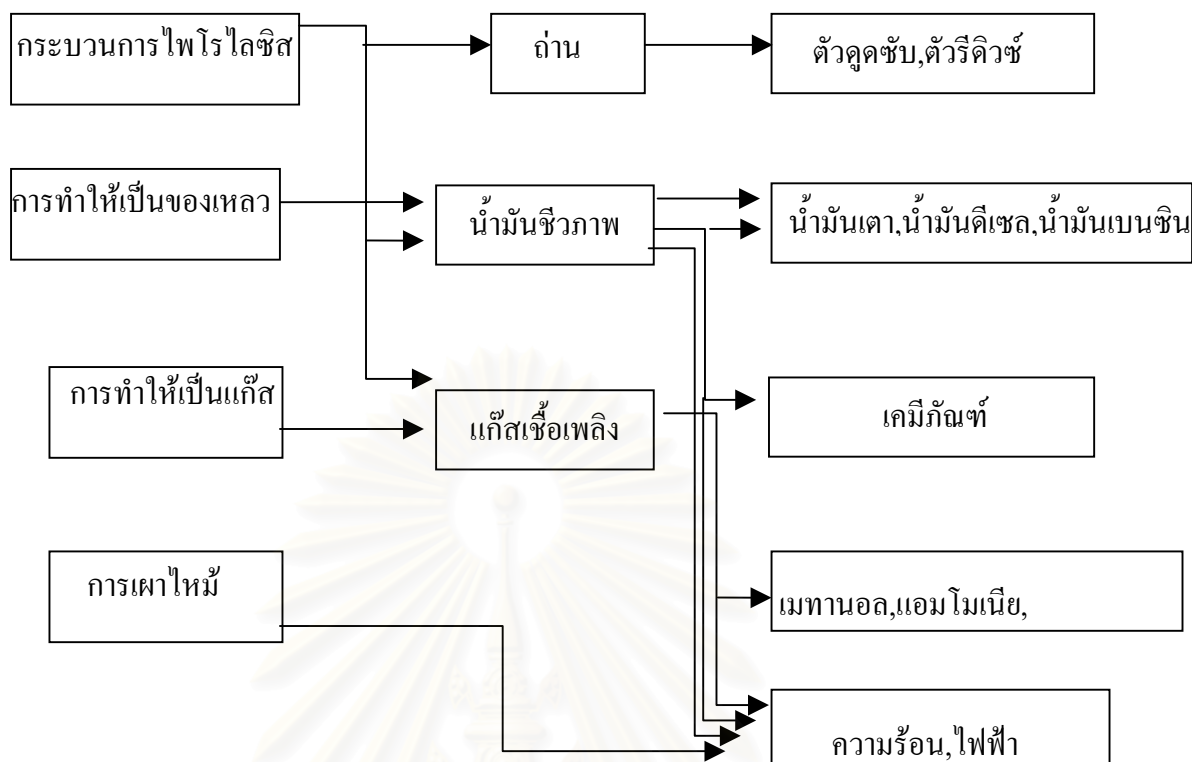 กระบวนการไพโรไลซิส
ถ่าน
ตัวดูดซับ,ตัวรีดิวซ์
การทำให้เป็นของเหลว
น้ำมันชีวภาพ
น้ำมันเตา,น้ำมันดีเซล,น้ำมันเบนซิน
การทำให้เป็นแก๊ส
แก๊สเชื้อเพลิง
เคมีภัณฑ์
การเผาไหม้
เมทานอล,แอมโมเนีย,
ความร้อน,ไฟฟ้า